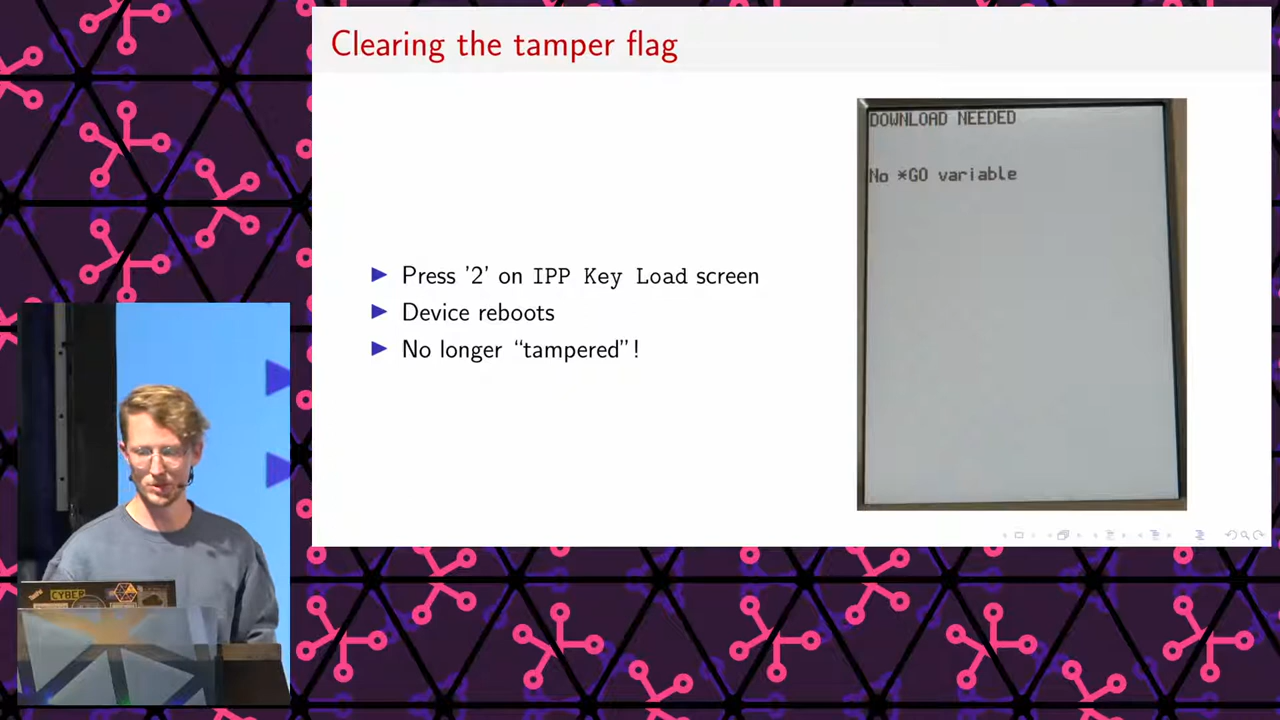 Clearing the tamper flag
DOWNLOAD NEEDED
No *GO variable
Press '2' on IPP Key Load screen
Device reboots
No longer “tampered”!
CYBER